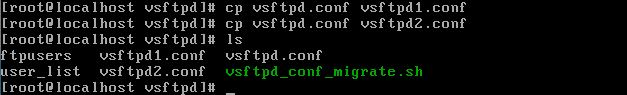 [root@localhost vsftpd]# cp vsftpd.conf vsftpd1.conf
[root@localhost vsftpd]# cp vsftpd.conf vsftpd2.conf
[root@localhost vsftpd]# ls
ftpusers   vsftpd1.conf  vsftpd.conf
user_list  vsftpd2.conf  vsftpd_conf_migrate.sh
[root@localhost vsftpd]# _